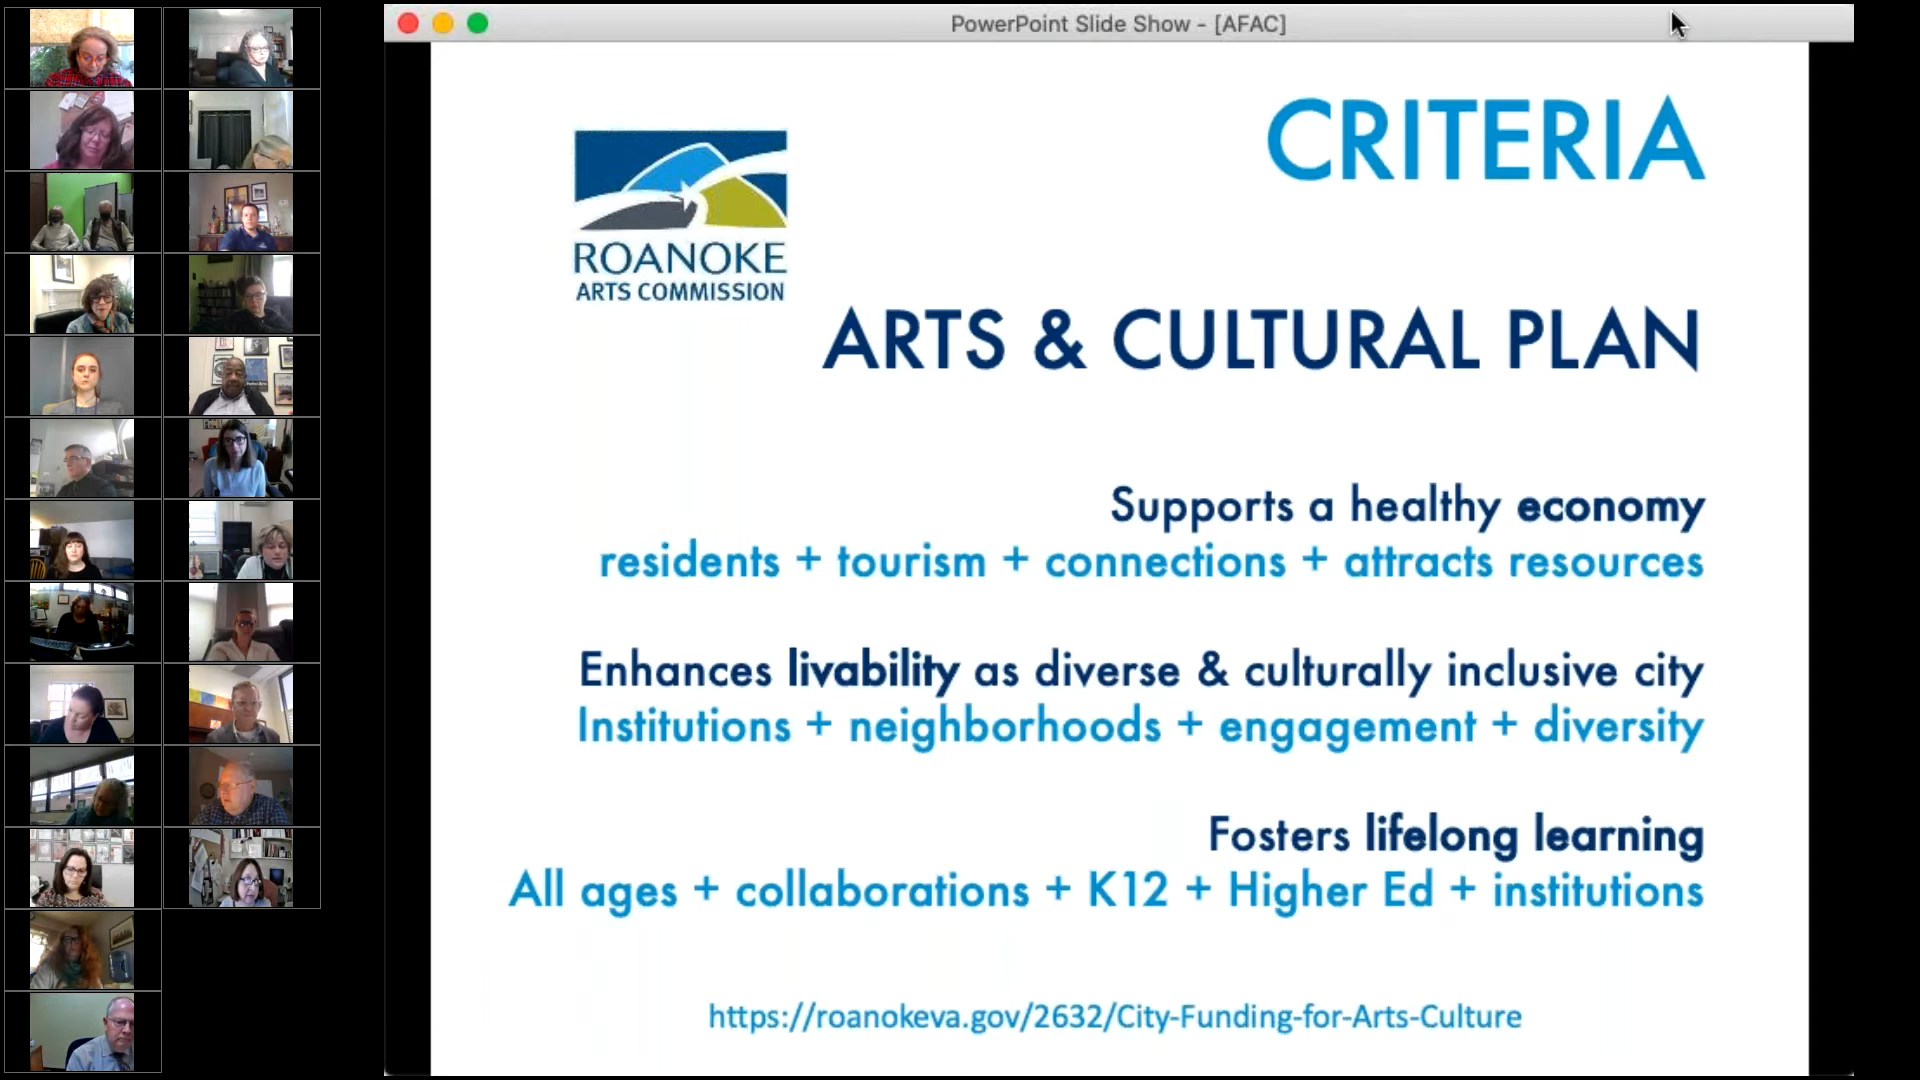 PowerPoint Slide Show - [AFAC]
CRITERIA
ROANOKE
ARTS COMMISSION
ARTS & CULTURAL PLAN
Supports a healthy economy
residents + tourism + connections + attracts resources
Enhances livability as diverse & culturally inclusive city
Institutions + neighborhoods + engagement + diversity
Fosters lifelong learning
All ages + collaborations + K12 + Higher Ed + institutions
https://roanokeva.gov/2632/City-Funding-for-Arts-Culture